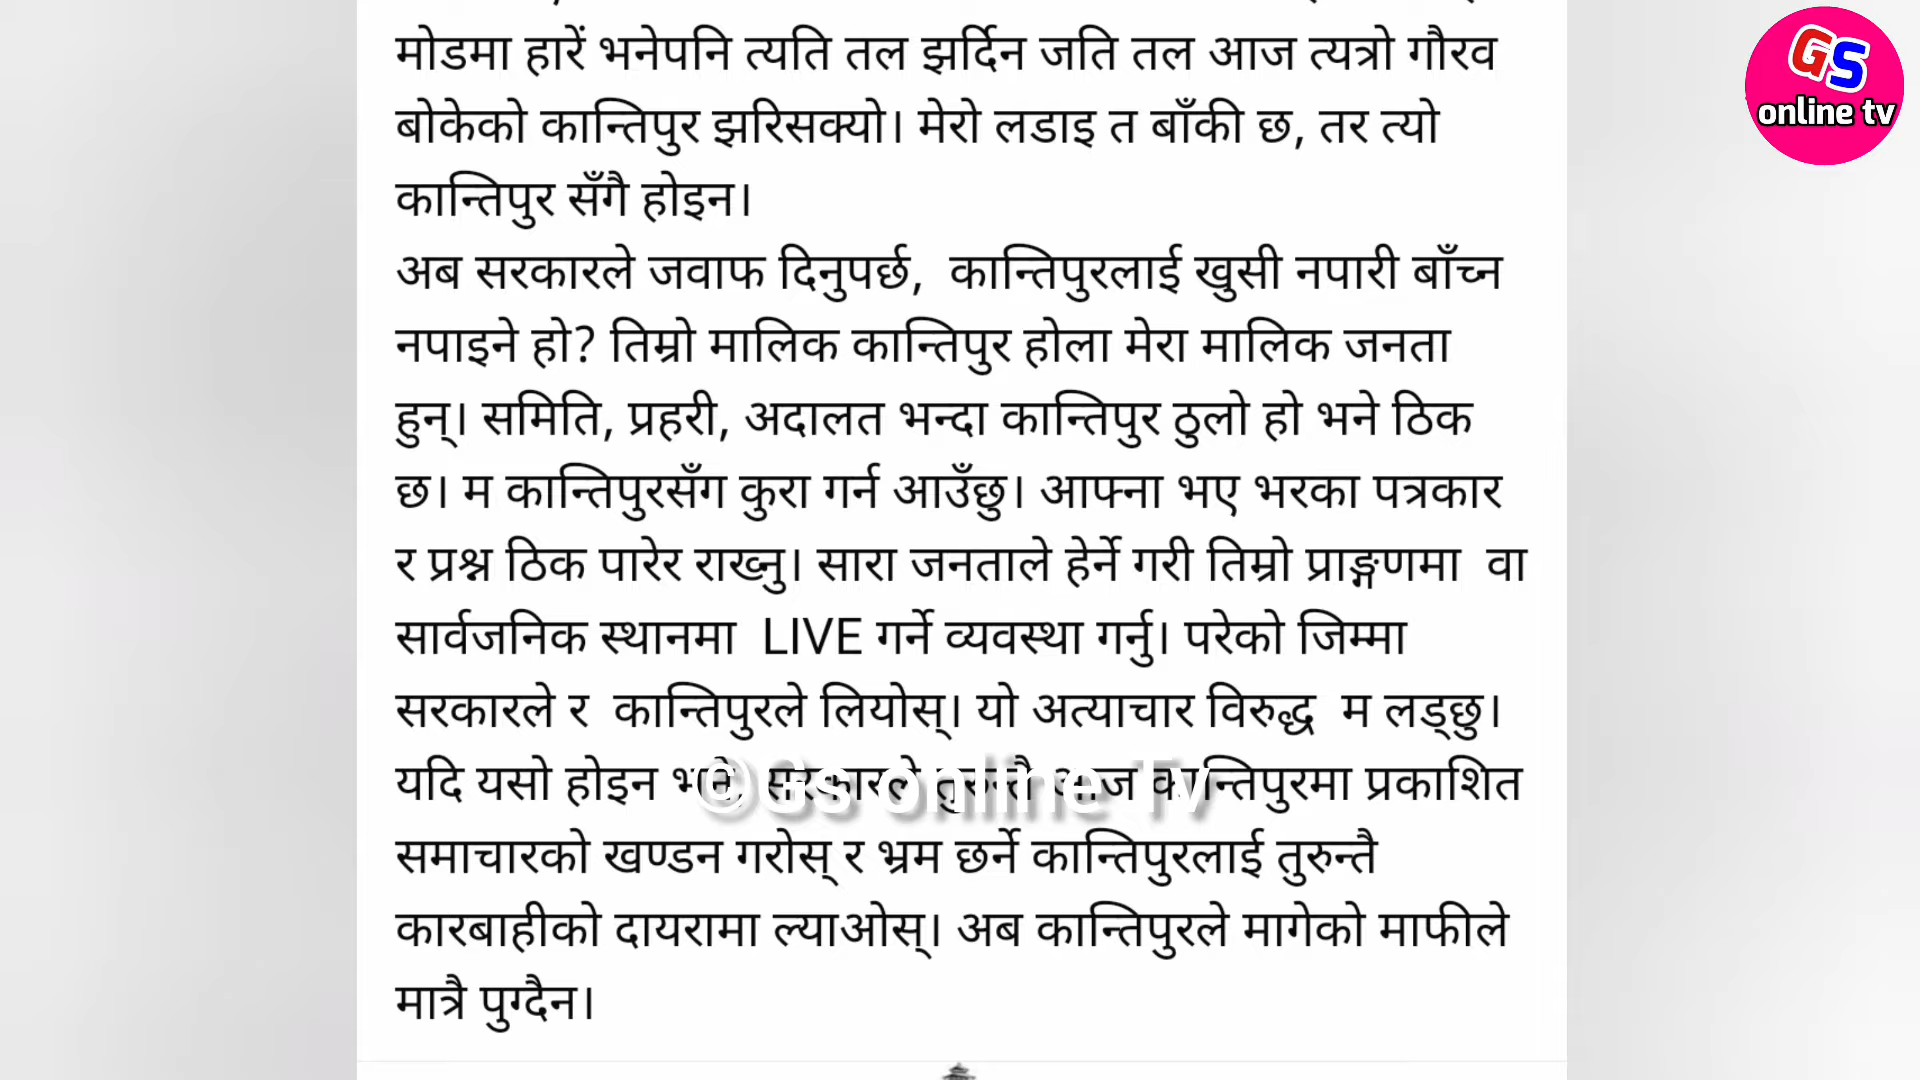 मोडमा हारें भनेपनि त्यति तल झर्दिन जति तल आज त्यत्रो गौरव
बोकेको कान्तिपुर झरिसक्यो। मेरो लडाइ त बाँकी छ, तर त्यो
कान्तिपुर सँगै होइन।
अब सरकारले जवाफ दिनुपर्छ, कान्तिपुरलाई खुसी नपारी बाँच्न
नपाइने हो? तिम्रो मालिक कान्तिपुर होला मेरा मालिक जनता
हुन्। समिति, प्रहरी, अदालत भन्दा कान्तिपुर ठुलो हो भने ठिक
छ। म कान्तिपुरसँग कुरा गर्न आउँछु। आफ्ना भए भरका पत्रकार
र प्रश्न ठिक पारेर राख्नु। सारा जनताले हेर्ने गरी तिम्रो प्राङ्गणमा वा
सार्वजनिक स्थानमा LIVE गर्ने व्यवस्था गर्नु। परेको जिम्मा
सरकारले र कान्तिपुरले लियोस्। यो अत्याचार विरुद्ध म लड्छु।
यदि यसो होइन भने, सरकारले तुरुन्तै आज कान्तिपुरमा प्रकाशित
समाचारको खण्डन गरोस् र भ्रम छर्ने कान्तिपुरलाई तुरुन्तै
कारबाहीको दायरामा ल्याओस्। अब कान्तिपुरले मागेको माफीले
मात्रै पुग्दैन।
©Gs online Tv
GS
online tv